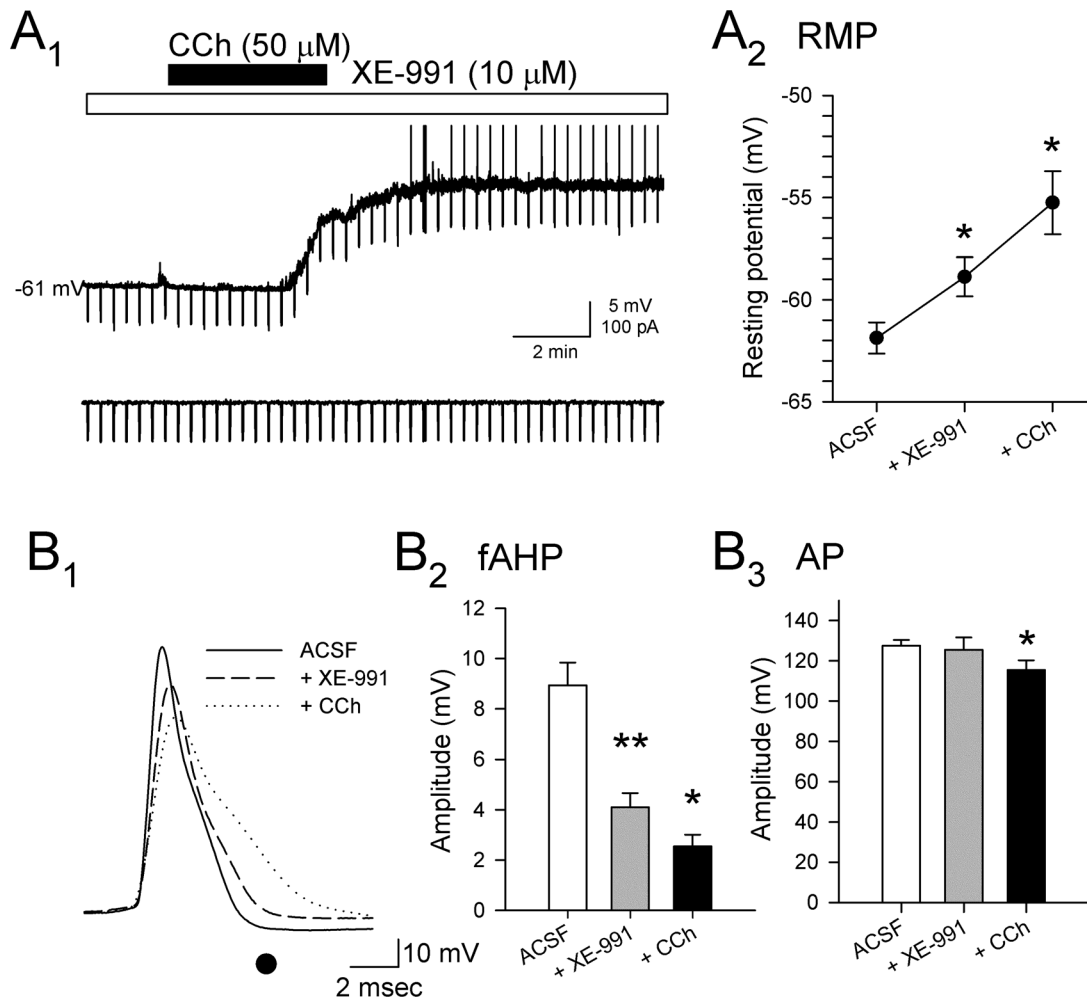 A1
CCh (50 μM)
XE-991 (10 μM)
-61 mV
5 mV
100 pA
2 min
A2 RMP
-50
-55
-60
-65
Resting potential (mV)
*
*
ACSF
+ XE-991
+ CCh
B1
ACSF
+ XE-991
+ CCh
10 mV
2 msec
B2 fAHP
12
10
8
6
4
2
0
Amplitude (mV)
**
*
ACSF
+ XE-991
+ CCh
B3 AP
140
120
100
80
60
40
20
0
Amplitude (mV)
*
ACSF
+ XE-991
+ CCh